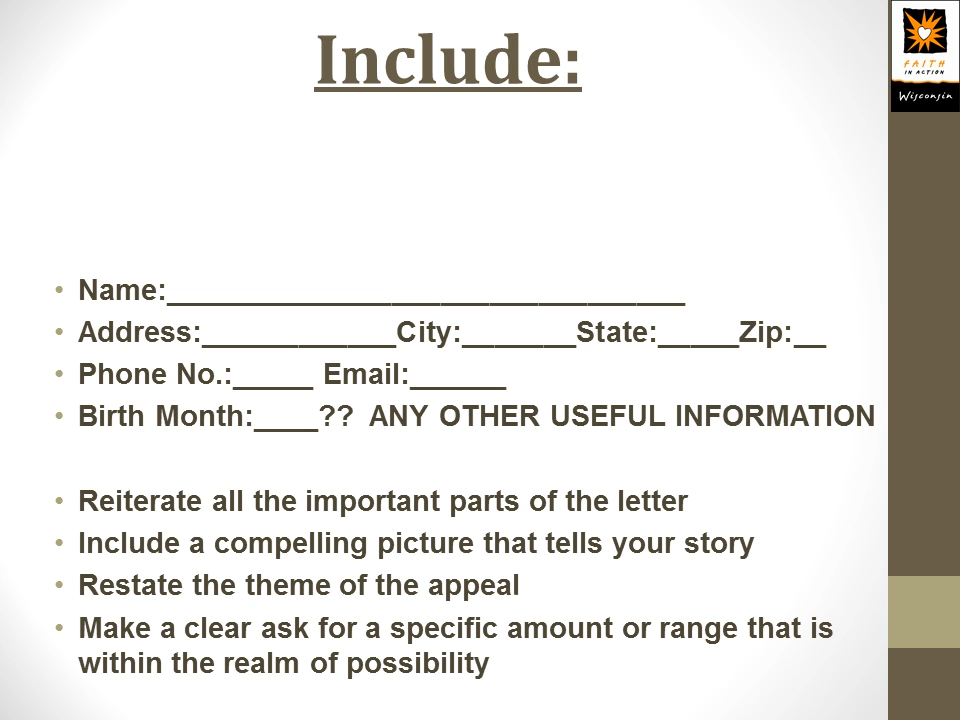 Include:
FAITH
IN ACTION
Wisconsin
• Name:________________________________
• Address:____________City:_______State:_____Zip:__
• Phone No.:_____ Email:______
• Birth Month:____?? ANY OTHER USEFUL INFORMATION
• Reiterate all the important parts of the letter
• Include a compelling picture that tells your story
• Restate the theme of the appeal
• Make a clear ask for a specific amount or range that is
within the realm of possibility